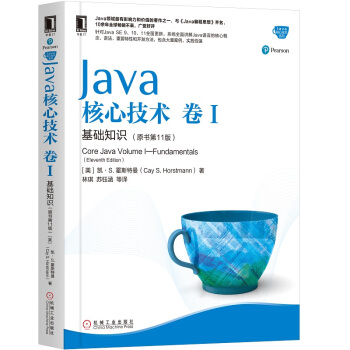 Java领域最有影响力和价值的著作之一,与《Java编程思想》齐名,
10余年全球畅销不衰,广受好评
针对Java SE 9、10、11全面更新,系统全面讲解Java语言的核心概
念、语法、重要特性和开发方法,包含大量案例,实践性强
Pearson
Java
核心技术 卷 I
基础知识(原书第11版)
Core Java Volume I—Fundamentals
(Eleventh Edition)
[美] 凯·S.霍斯特曼(Cay S. Horstmann) 著
林琪 苏钰涵 等译
机械工业出版社
China Machine Press
Pearson
Java核心技术 卷 I
基础知识(原书第11版)
机械工业出版社